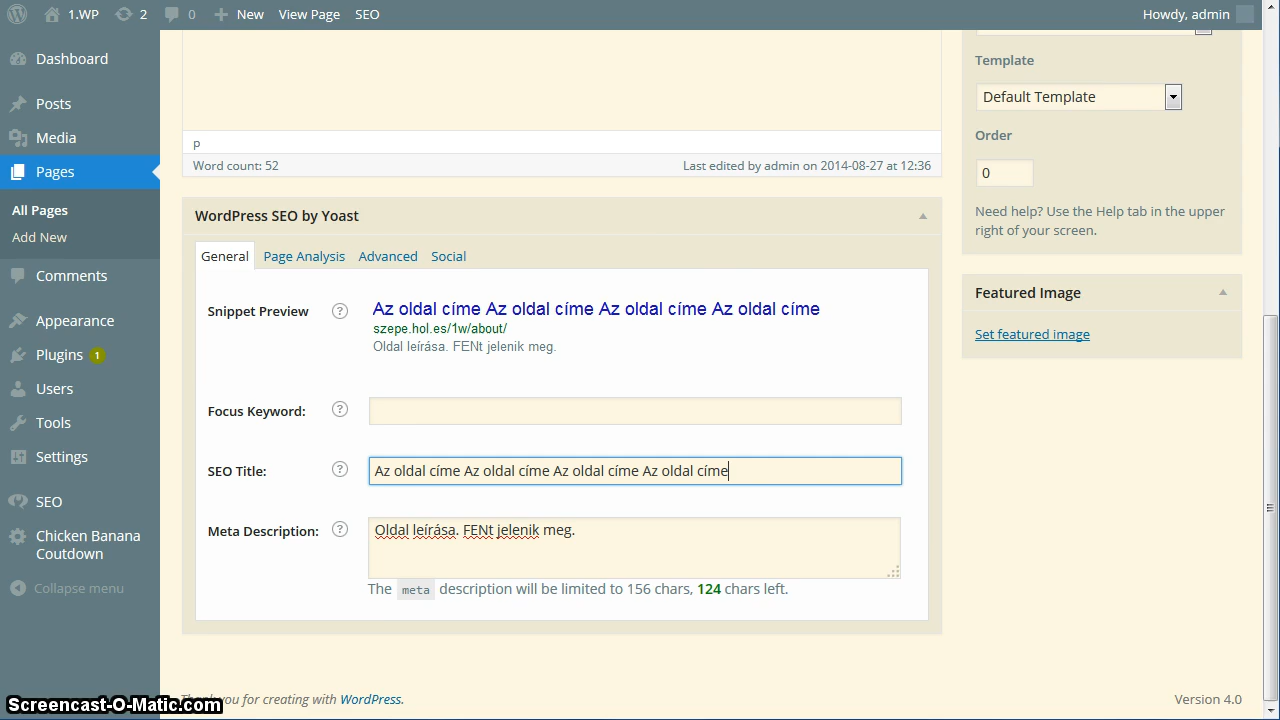 1.WP 2 0 New View Page SEO Howdy, admin
Dashboard
Posts
Media
Pages
All Pages
Add New
Comments
Appearance
Plugins 1
Users
Tools
Settings
SEO
Chicken Banana
Coutdown
Collapse menu
p
Word count: 52 Last edited by admin on 2014-08-27 at 12:36
WordPress SEO by Yoast
General Page Analysis Advanced Social
Snippet Preview ? Az oldal címe Az oldal címe Az oldal címe Az oldal címe
szepe.hol.es/1w/about/
Oldal leírása. FENt jelenik meg.
Focus Keyword: ?
SEO Title: ? Az oldal címe Az oldal címe Az oldal címe Az oldal címe
Meta Description: ? Oldal leírása. FENt jelenik meg.
The meta description will be limited to 156 chars, 124 chars left.
Template
Default Template
Order
0
Need help? Use the Help tab in the upper
right of your screen.
Featured Image
Set featured image
you for creating with WordPress.
Version 4.0
Screencast-O-Matic.com